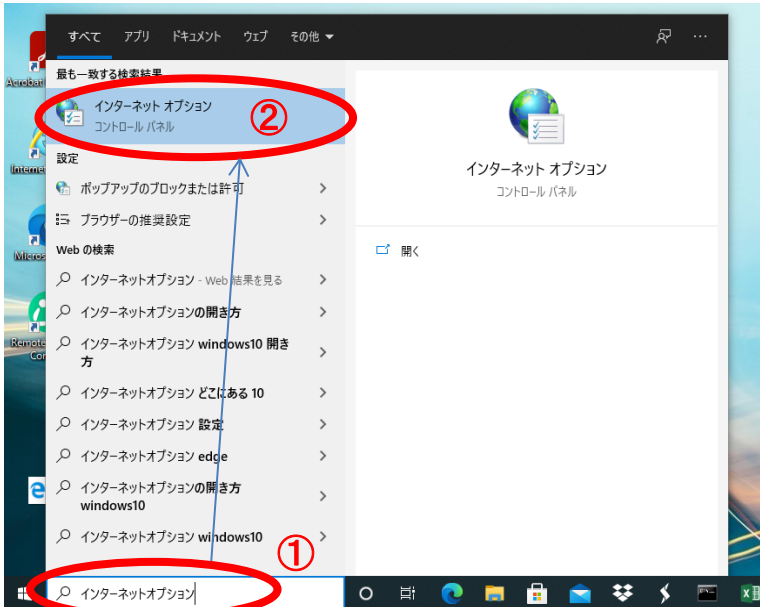 すべて アプリ ドキュメント ウェブ その他
最も一致する検索結果
インターネット オプション
コントロール パネル
②
設定
ポップアップのブロックまたは許可
ブラウザーの推奨設定
Web の検索
インターネットオプション - Web 結果を見る
インターネットオプションの開き方
インターネットオプション windows10 開き
方
インターネットオプション どこにある 10
インターネットオプション 設定
インターネットオプション edge
インターネットオプションの開き方
windows10
インターネットオプション windows10
①
インターネットオプション
インターネット オプション
コントロール パネル
開く
Acrobat
Interne
Micros
Remote
Con